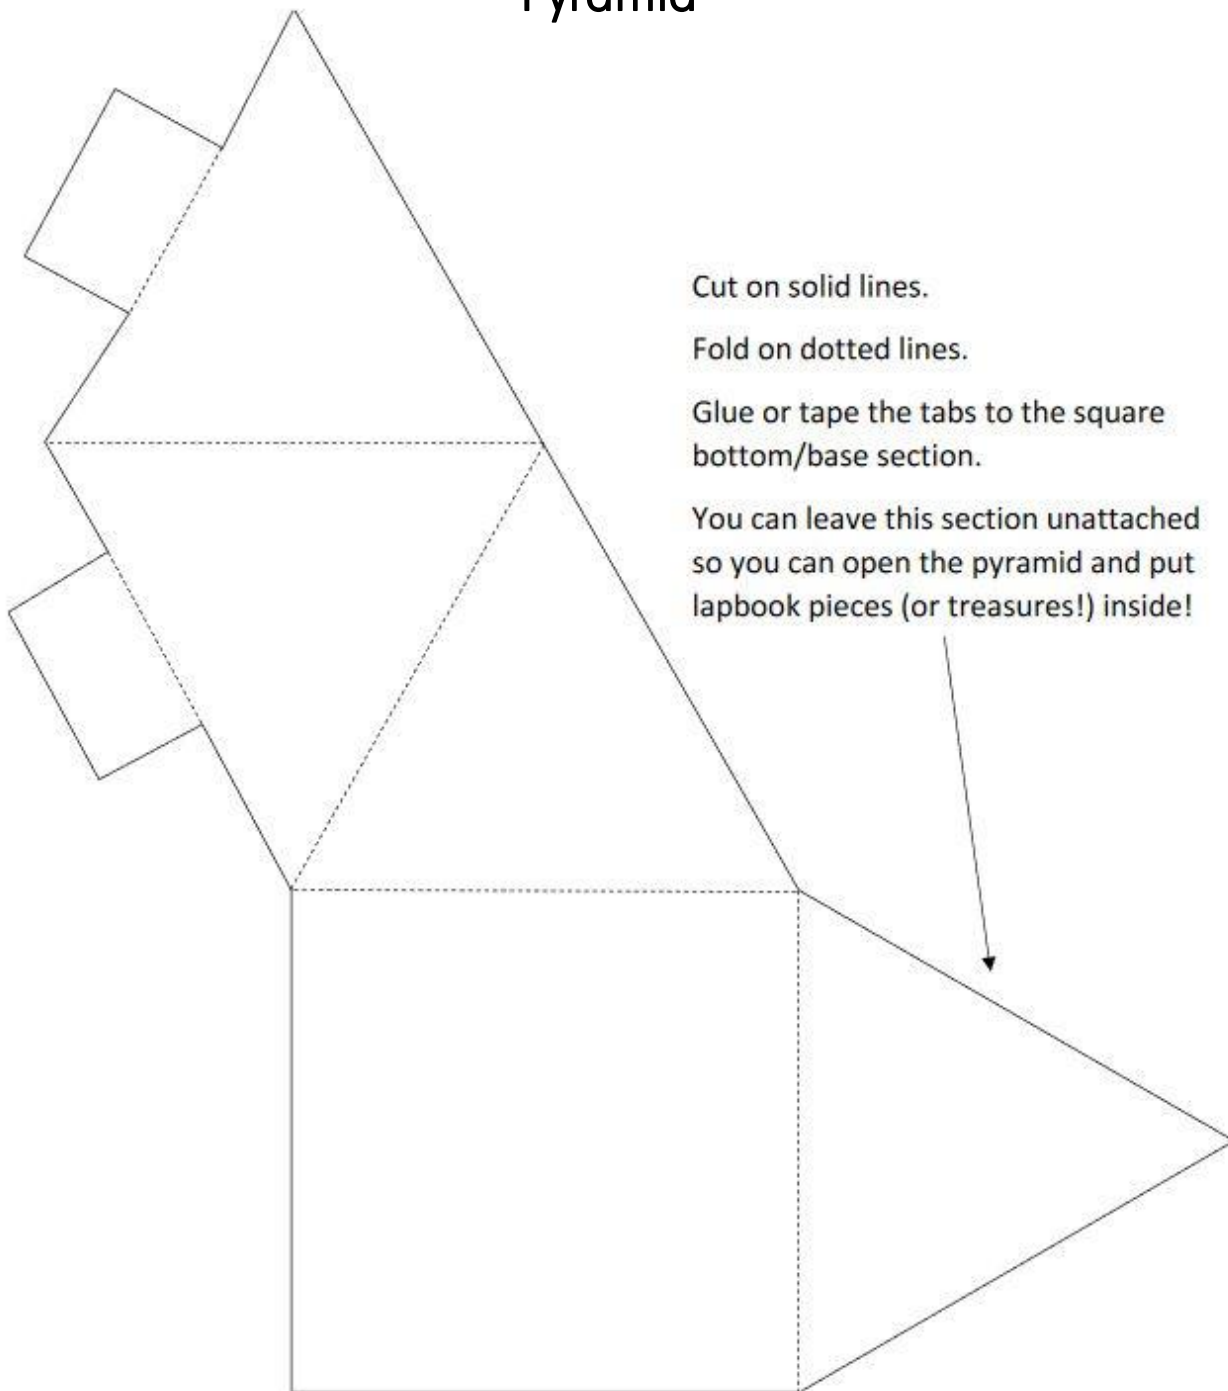 Pyramid
Cut on solid lines.
Fold on dotted lines.
Glue or tape the tabs to the square
bottom/base section.
You can leave this section unattached
so you can open the pyramid and put
lapbook pieces (or treasures!) inside!